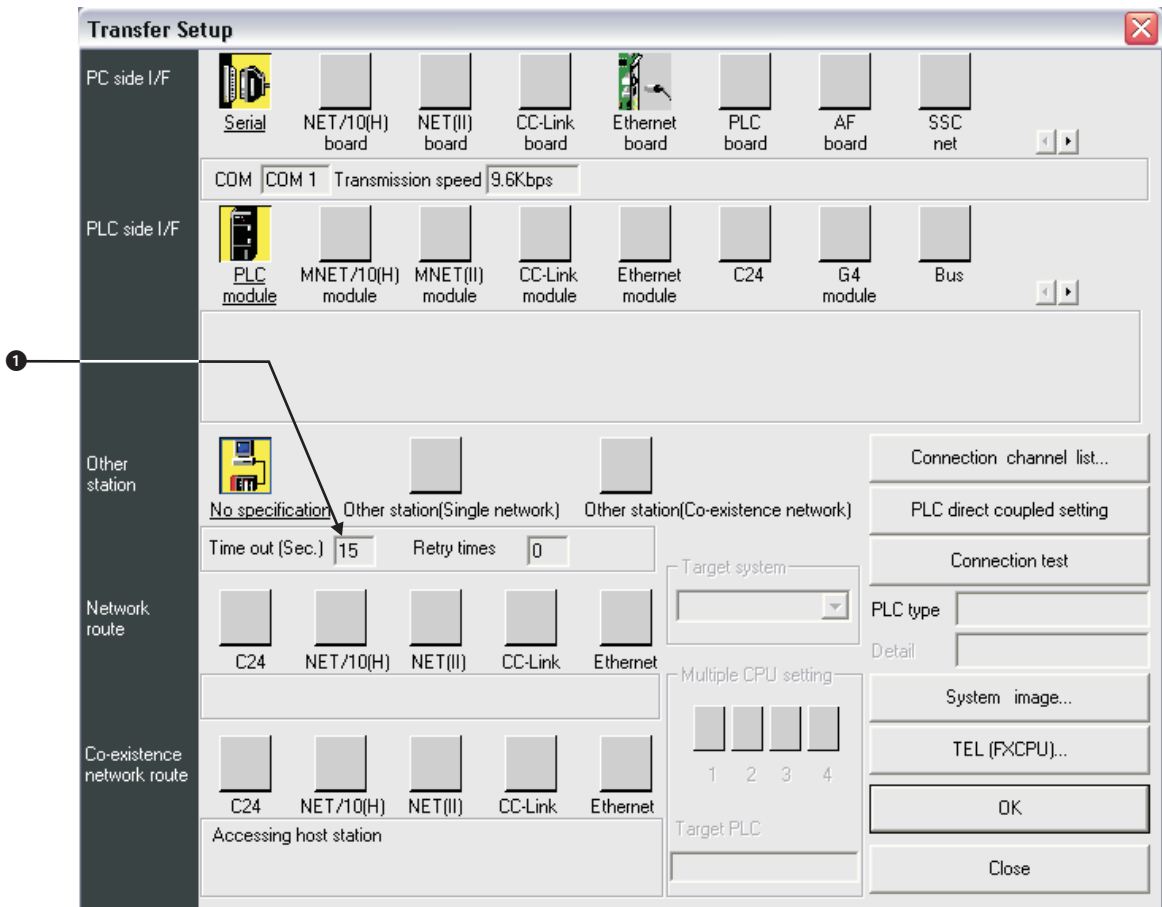 Transfer Setup
PC side I/F
Serial
NET/10(H) board
NET(II) board
CC-Link board
Ethernet board
PLC board
AF board
SSC net
COM COM 1 Transmission speed 9.6Kbps
PLC side I/F
PLC module
MNET/10(H) module
MNET(II) module
CC-Link module
Ethernet module
C24
G4 module
Bus
1
Other station
No specification
Other station(Single network)
Other station(Co-existence network)
Time out (Sec.) 15 Retry times 0
Connection channel list...
PLC direct coupled setting
Connection test
PLC type
Detail
System image...
TEL (FXCPU)...
OK
Close
Target system
Multiple CPU setting
1 2 3 4
Target PLC
Network route
C24
NET/10(H)
NET(II)
CC-Link
Ethernet
Co-existence network route
C24
NET/10(H)
NET(II)
CC-Link
Ethernet
Accessing host station